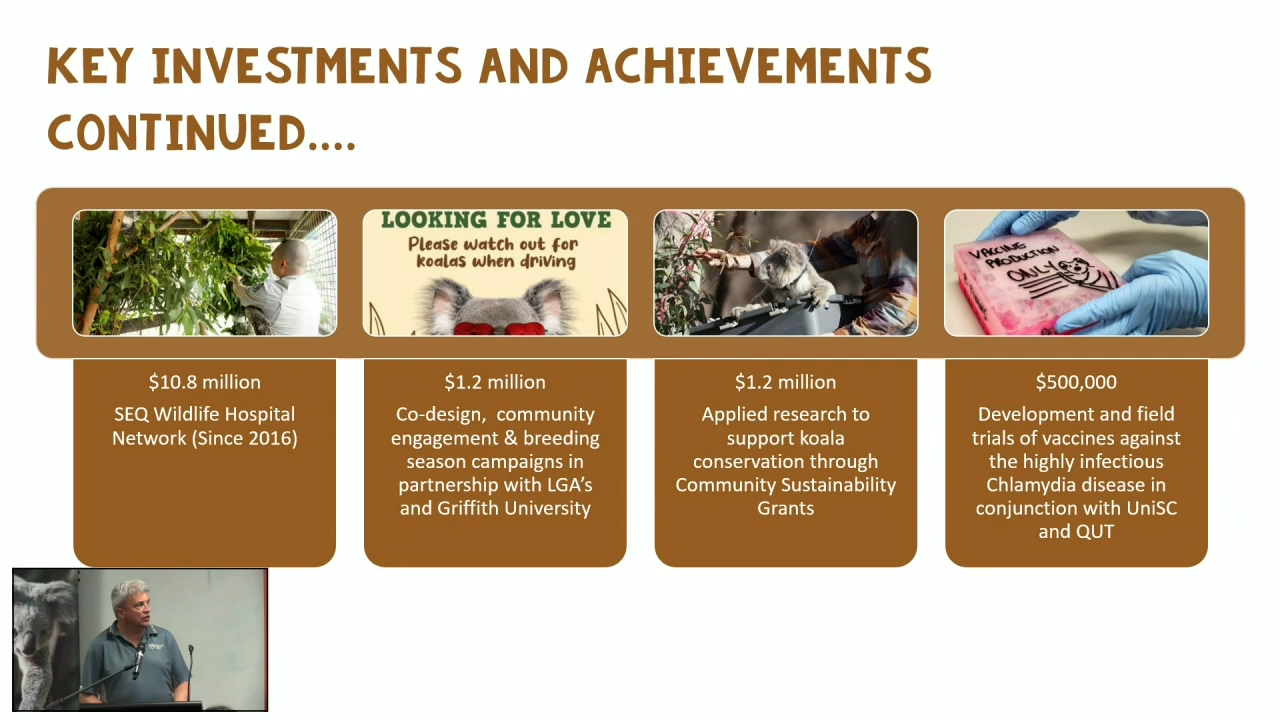 KEY INVESTMENTS AND ACHIEVEMENTS
CONTINUED....
LOOKING FOR LOVE
Please watch out for
koalas when driving
VACCINE
PRODUCTION
ONLY
$10.8 million
SEQ Wildlife Hospital
Network (Since 2016)
$1.2 million
Co-design, community
engagement & breeding
season campaigns in
partnership with LGA's
and Griffith University
$1.2 million
Applied research to
support koala
conservation through
Community Sustainability
Grants
$500,000
Development and field
trials of vaccines against
the highly infectious
Chlamydia disease in
conjunction with UniSC
and QUT